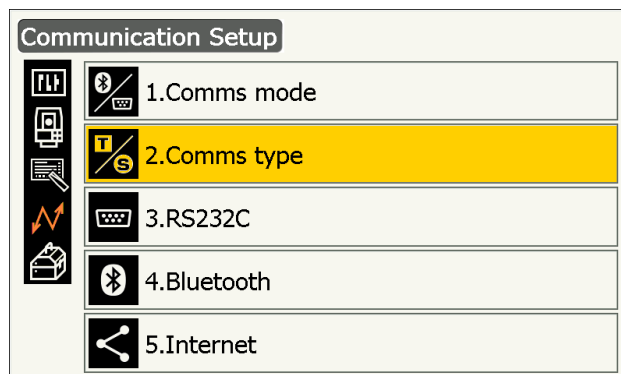 Communication Setup
1.Comms mode
T
S
2.Comms type
3.RS232C
4.Bluetooth
5.Internet